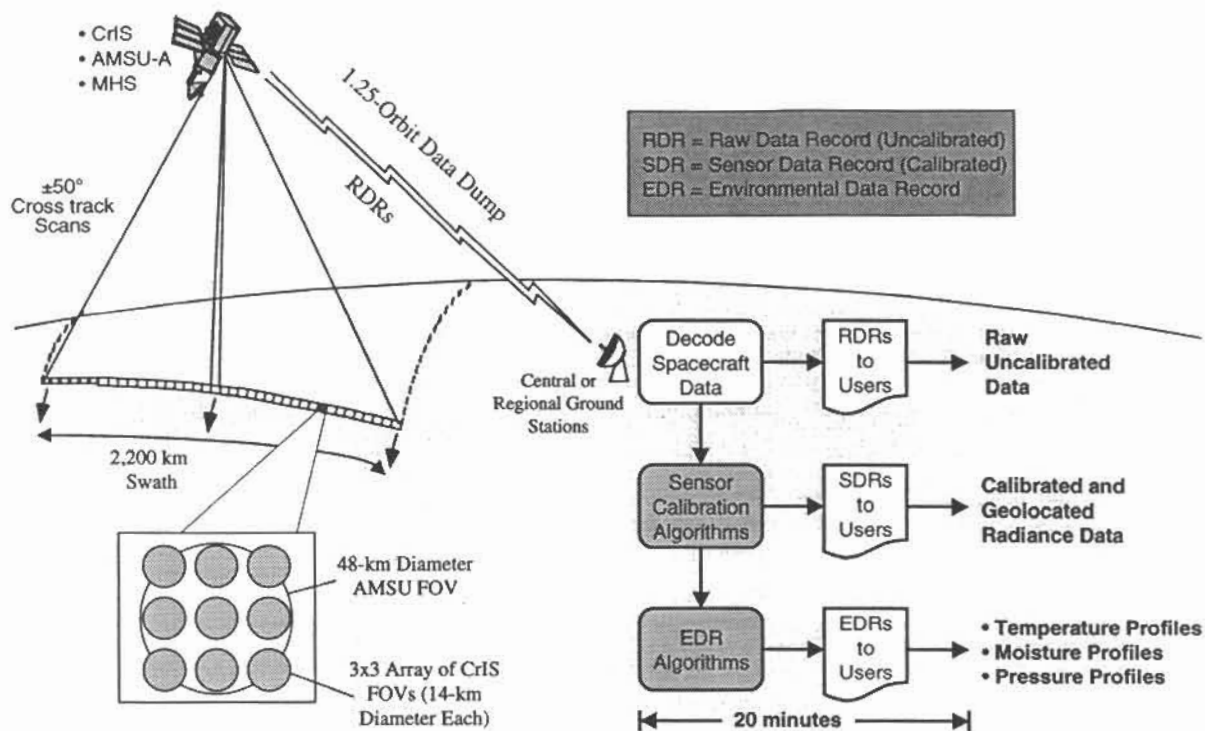 • CrIS
• AMSU-A
• MHS
1.25-Orbit Data Dump
RDRs
RDR = Raw Data Record (Uncalibrated)
SDR = Sensor Data Record (Calibrated)
EDR = Environmental Data Record
±50°
Cross track
Scans
2,200 km
Swath
Central or
Regional Ground
Stations
Decode
Spacecraft
Data
RDRs
to
Users
Raw
Uncalibrated
Data
Sensor
Calibration
Algorithms
SDRs
to
Users
Calibrated and
Geolocated
Radiance Data
48-km Diameter
AMSU FOV
3x3 Array of CrIS
FOVs (14-km
Diameter Each)
EDR
Algorithms
EDRs
to
Users
• Temperature Profiles
• Moisture Profiles
• Pressure Profiles
20 minutes